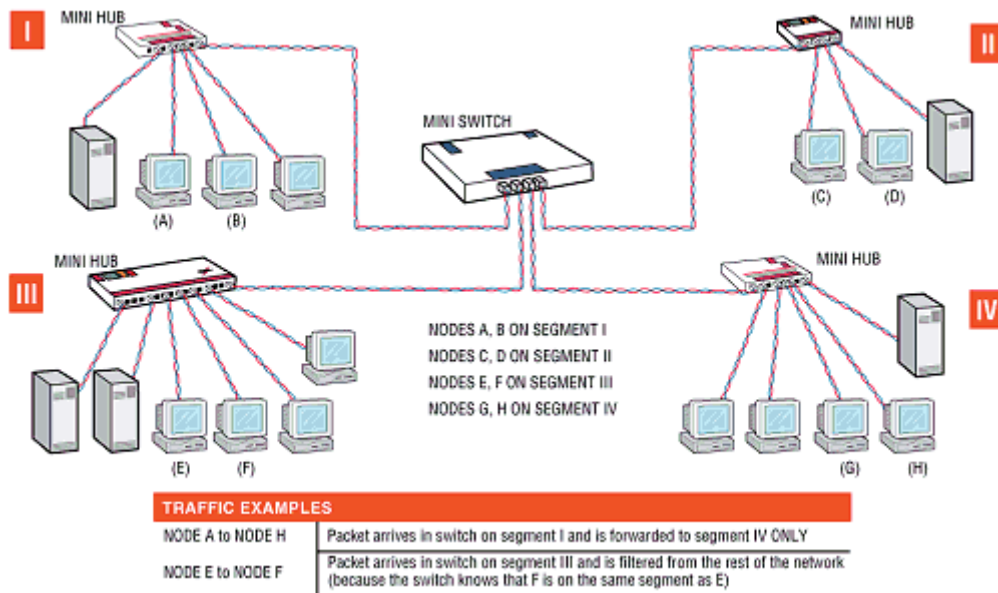 I
MINI HUB
MINI HUB
II
MINI SWITCH
(A)
(B)
(C)
(D)
III
MINI HUB
MINI HUB
IV
NODES A, B ON SEGMENT I
NODES C, D ON SEGMENT II
NODES E, F ON SEGMENT III
NODES G, H ON SEGMENT IV
(E)
(F)
(G)
(H)
TRAFFIC EXAMPLES
NODE A to NODE H
Packet arrives in switch on segment I and is forwarded to segment IV ONLY
NODE E to NODE F
Packet arrives in switch on segment III and is filtered from the rest of the network
(because the switch knows that F is on the same segment as E)